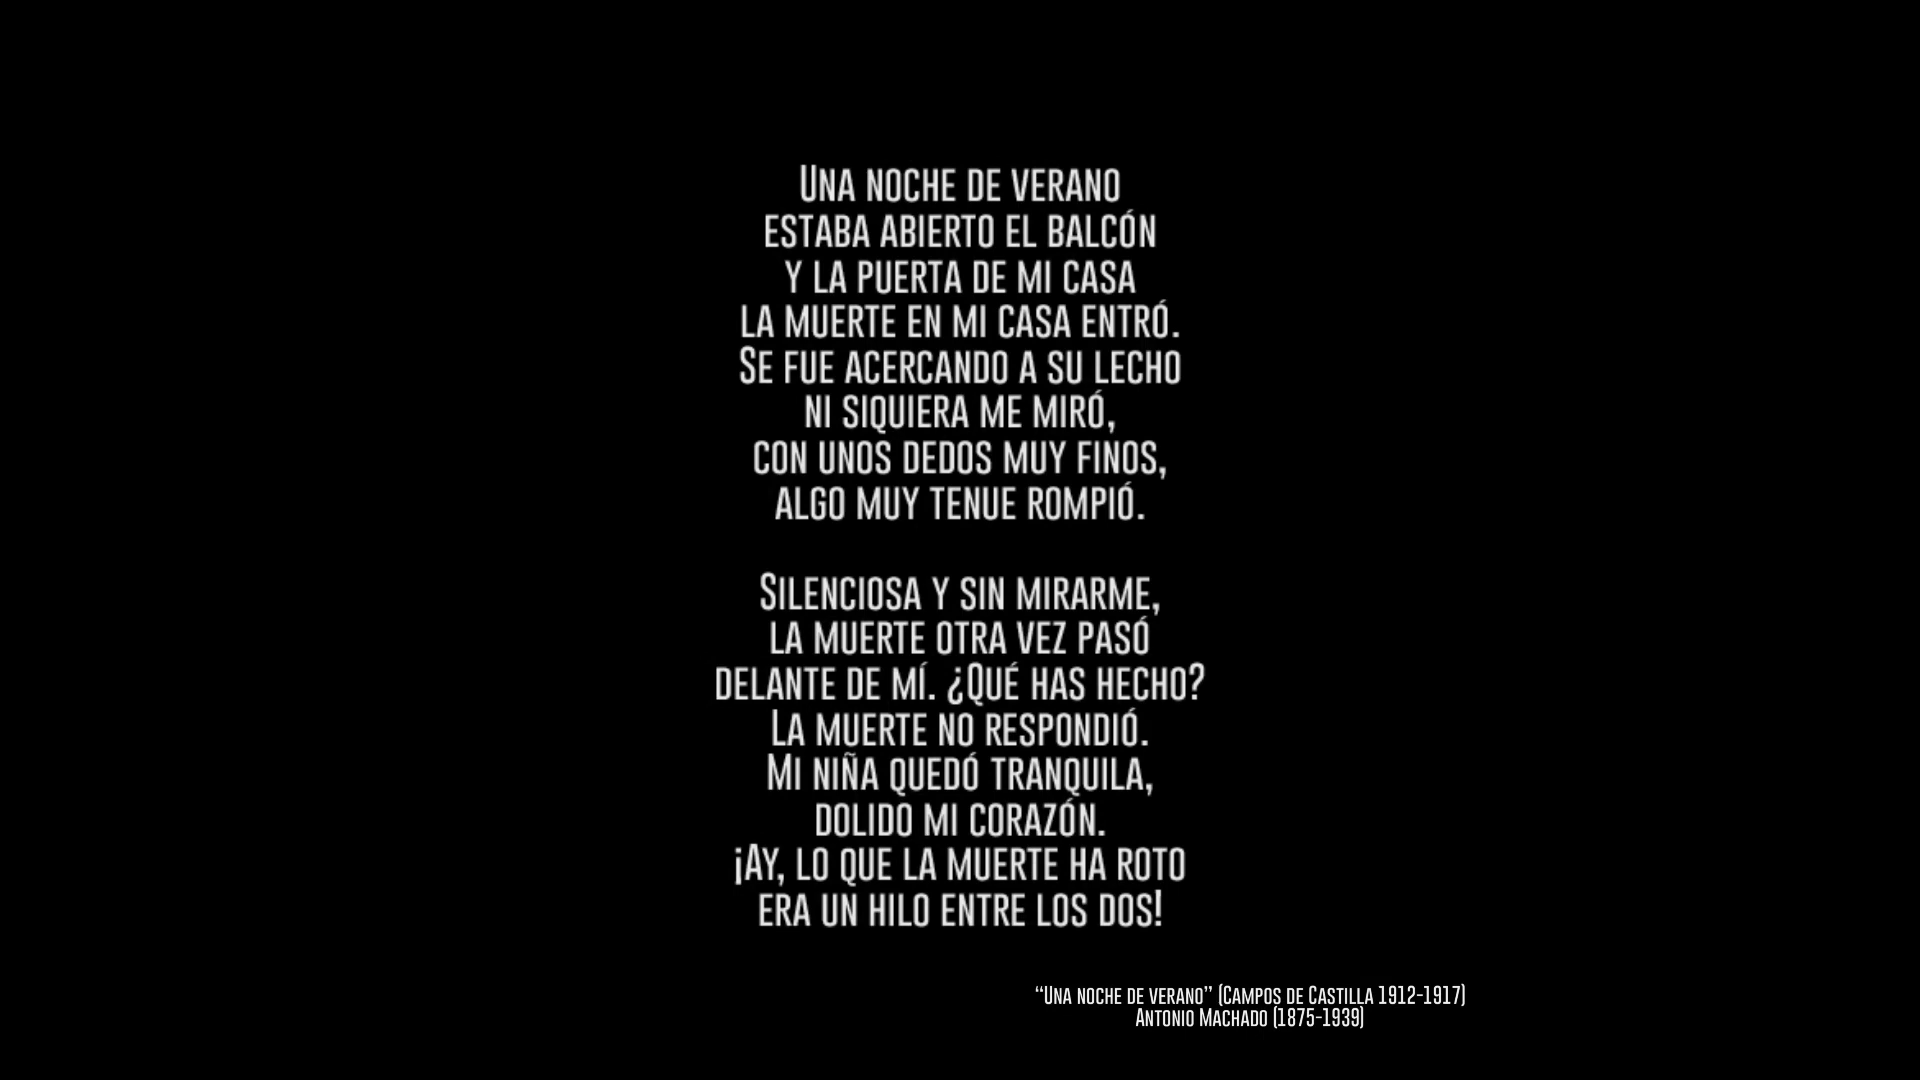 Una noche de verano
estaba abierto el balcón
y la puerta de mi casa
la muerte en mi casa entró.
Se fue acercando a su lecho
ni siquiera me miró,
con unos dedos muy finos,
algo muy tenue rompió.
Silenciosa y sin mirarme,
la muerte otra vez pasó
delante de mí. ¿Qué has hecho?
La muerte no respondió.
Mi niña quedó tranquila,
dolido mi corazón.
¡Ay, lo que la muerte ha roto
era un hilo entre los dos!
“Una noche de verano” (Campos de Castilla 1912-1917)
Antonio Machado (1875-1939)